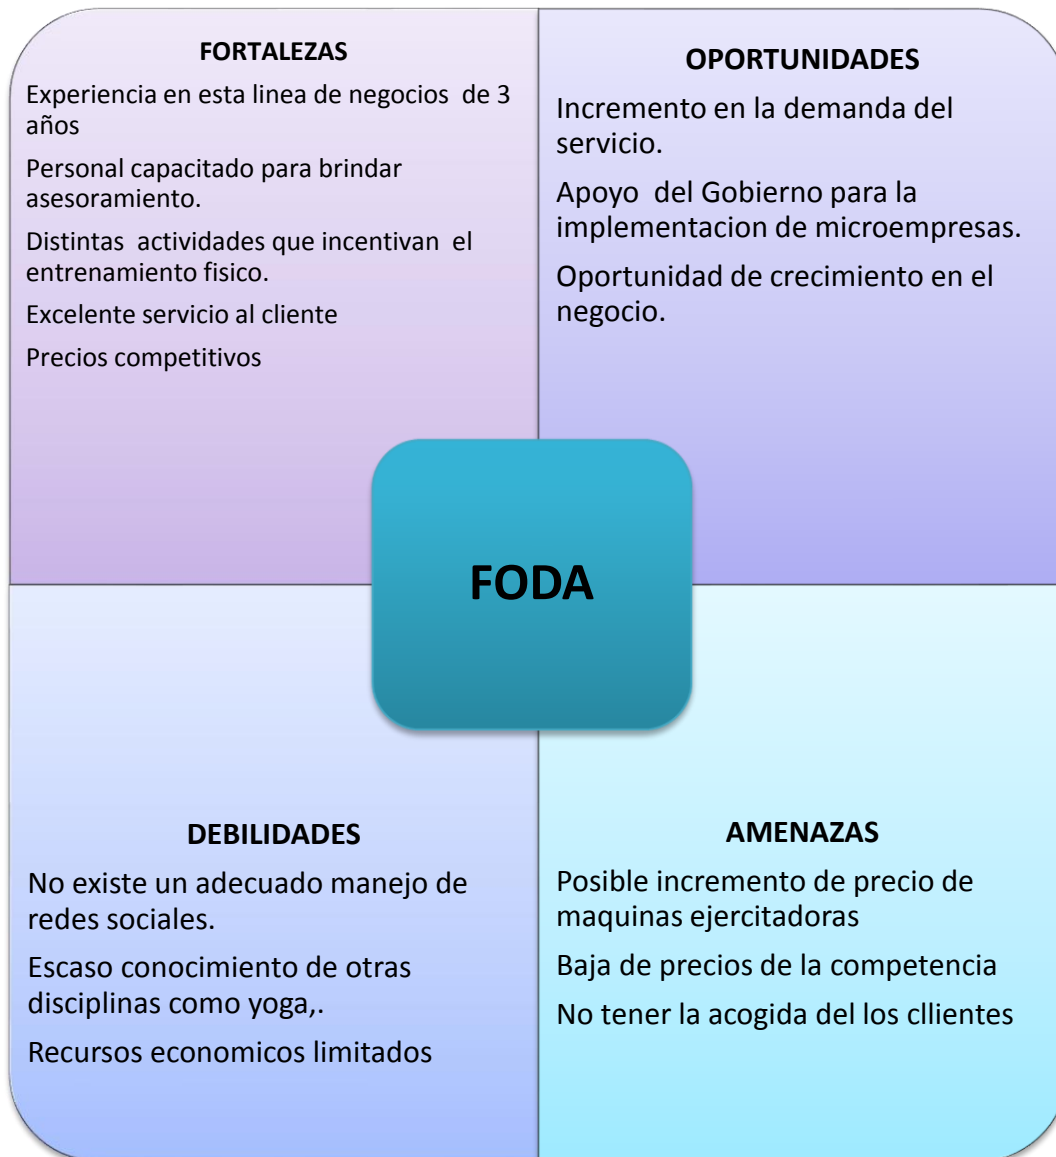 FORTALEZAS
Experiencia en esta linea de negocios  de 3
años
Personal capacitado para brindar
asesoramiento.
Distintas  actividades que incentivan  el
entrenamiento fisico.
Excelente servicio al cliente
Precios competitivos
OPORTUNIDADES
Incremento en la demanda del
servicio.
Apoyo  del Gobierno para la
implementacion de microempresas.
Oportunidad de crecimiento en el
negocio.
FODA
DEBILIDADES
No existe un adecuado manejo de
redes sociales.
Escaso conocimiento de otras
disciplinas como yoga,.
Recursos economicos limitados
AMENAZAS
Posible incremento de precio de
maquinas ejercitadoras
Baja de precios de la competencia
No tener la acogida del los cllientes